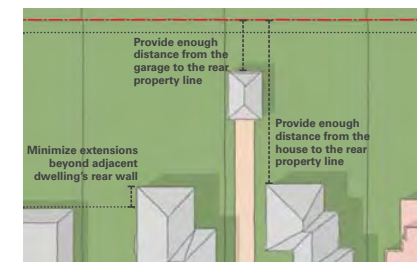 Provide enough
distance from the
garage to the rear
property line
Provide enough
distance from the
house to the rear
property line
Minimize extensions
beyond adjacent
dwelling's rear wall